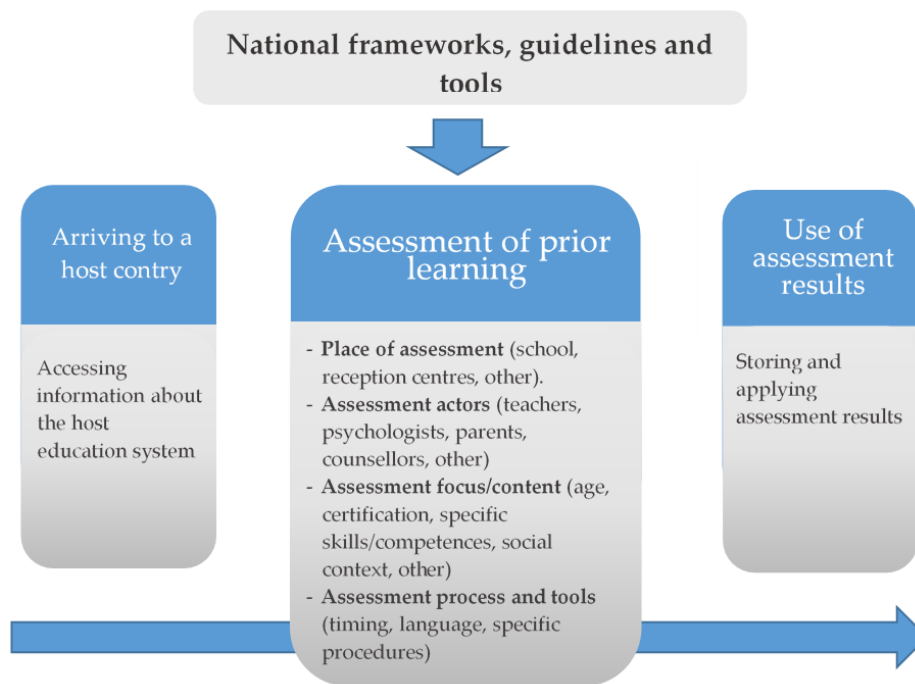 National frameworks, guidelines and
tools
Arriving to a
host contry
Accessing
information about
the host
education system
Assessment of prior
learning
- Place of assessment (school,
reception centres, other).
- Assessment actors (teachers,
psychologists, parents,
counsellors, other)
- Assessment focus/content (age,
certification, specific
skills/competences, social
context, other)
- Assessment process and tools
(timing, language, specific
procedures)
Use of
assessment
results
Storing and
applying
assessment results